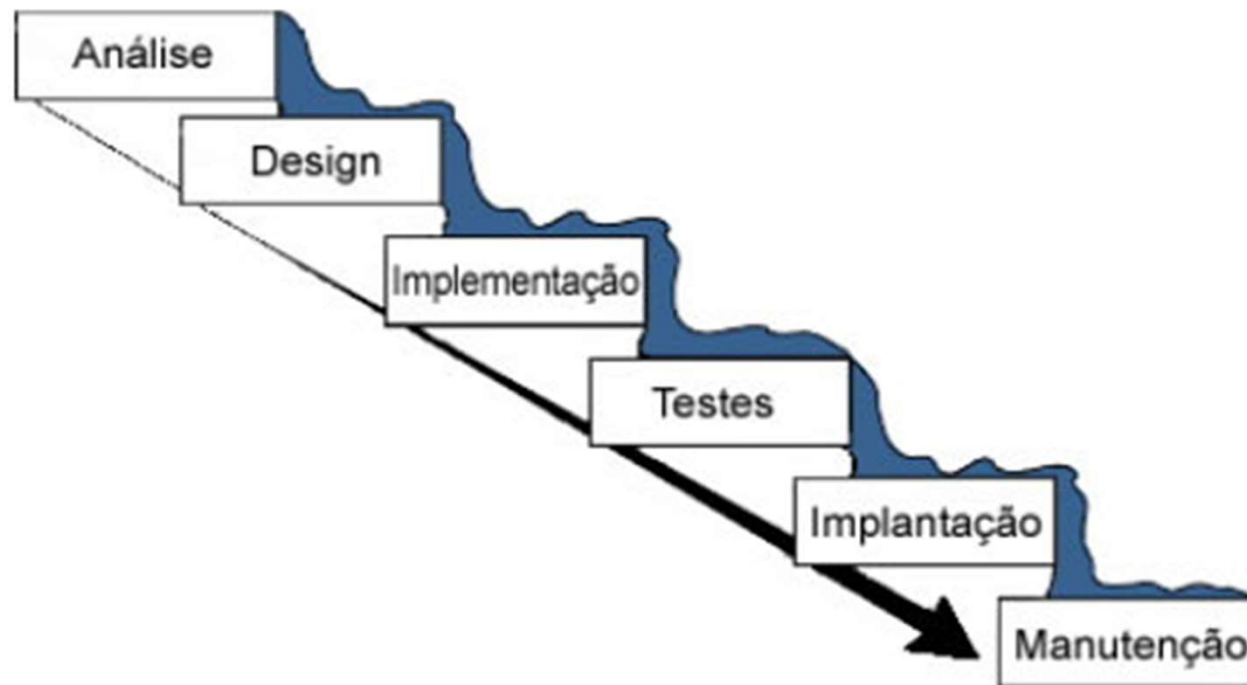 Análise
Design
Implementação
Testes
Implantação
Manutenção